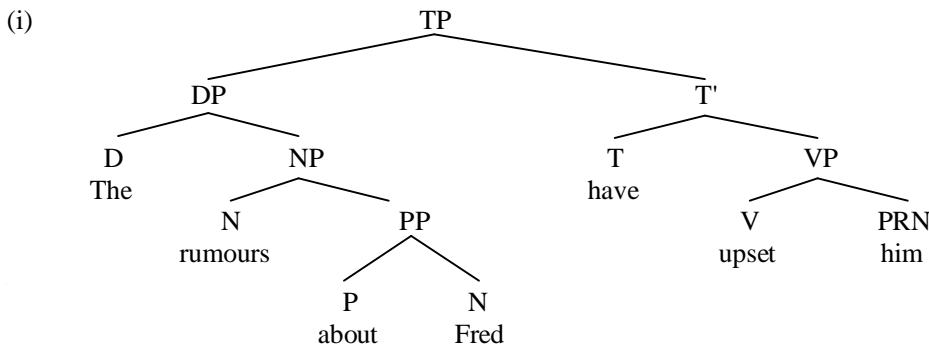 (i) TP
DP T'
D NP T VP
The have
N PP V PRN
rumours upset him
P N
about Fred